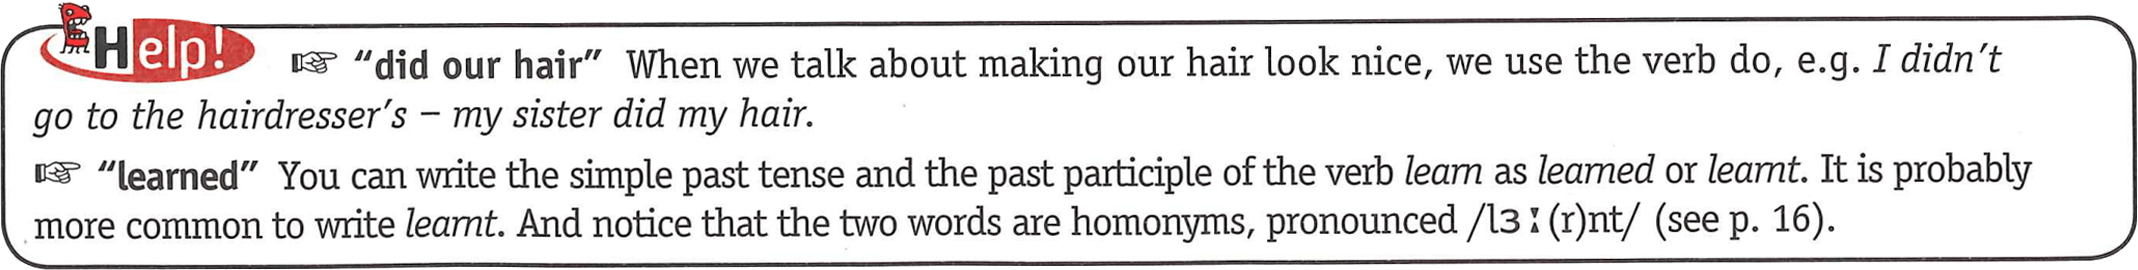 Help! ☞ “did our hair” When we talk about making our hair look nice, we use the verb do, e.g. I didn’t
go to the hairdresser’s – my sister did my hair.
☞ “learned” You can write the simple past tense and the past participle of the verb learn as learned or learnt. It is probably
more common to write learnt. And notice that the two words are homonyms, pronounced /lɜː(r)nt/ (see p. 16).